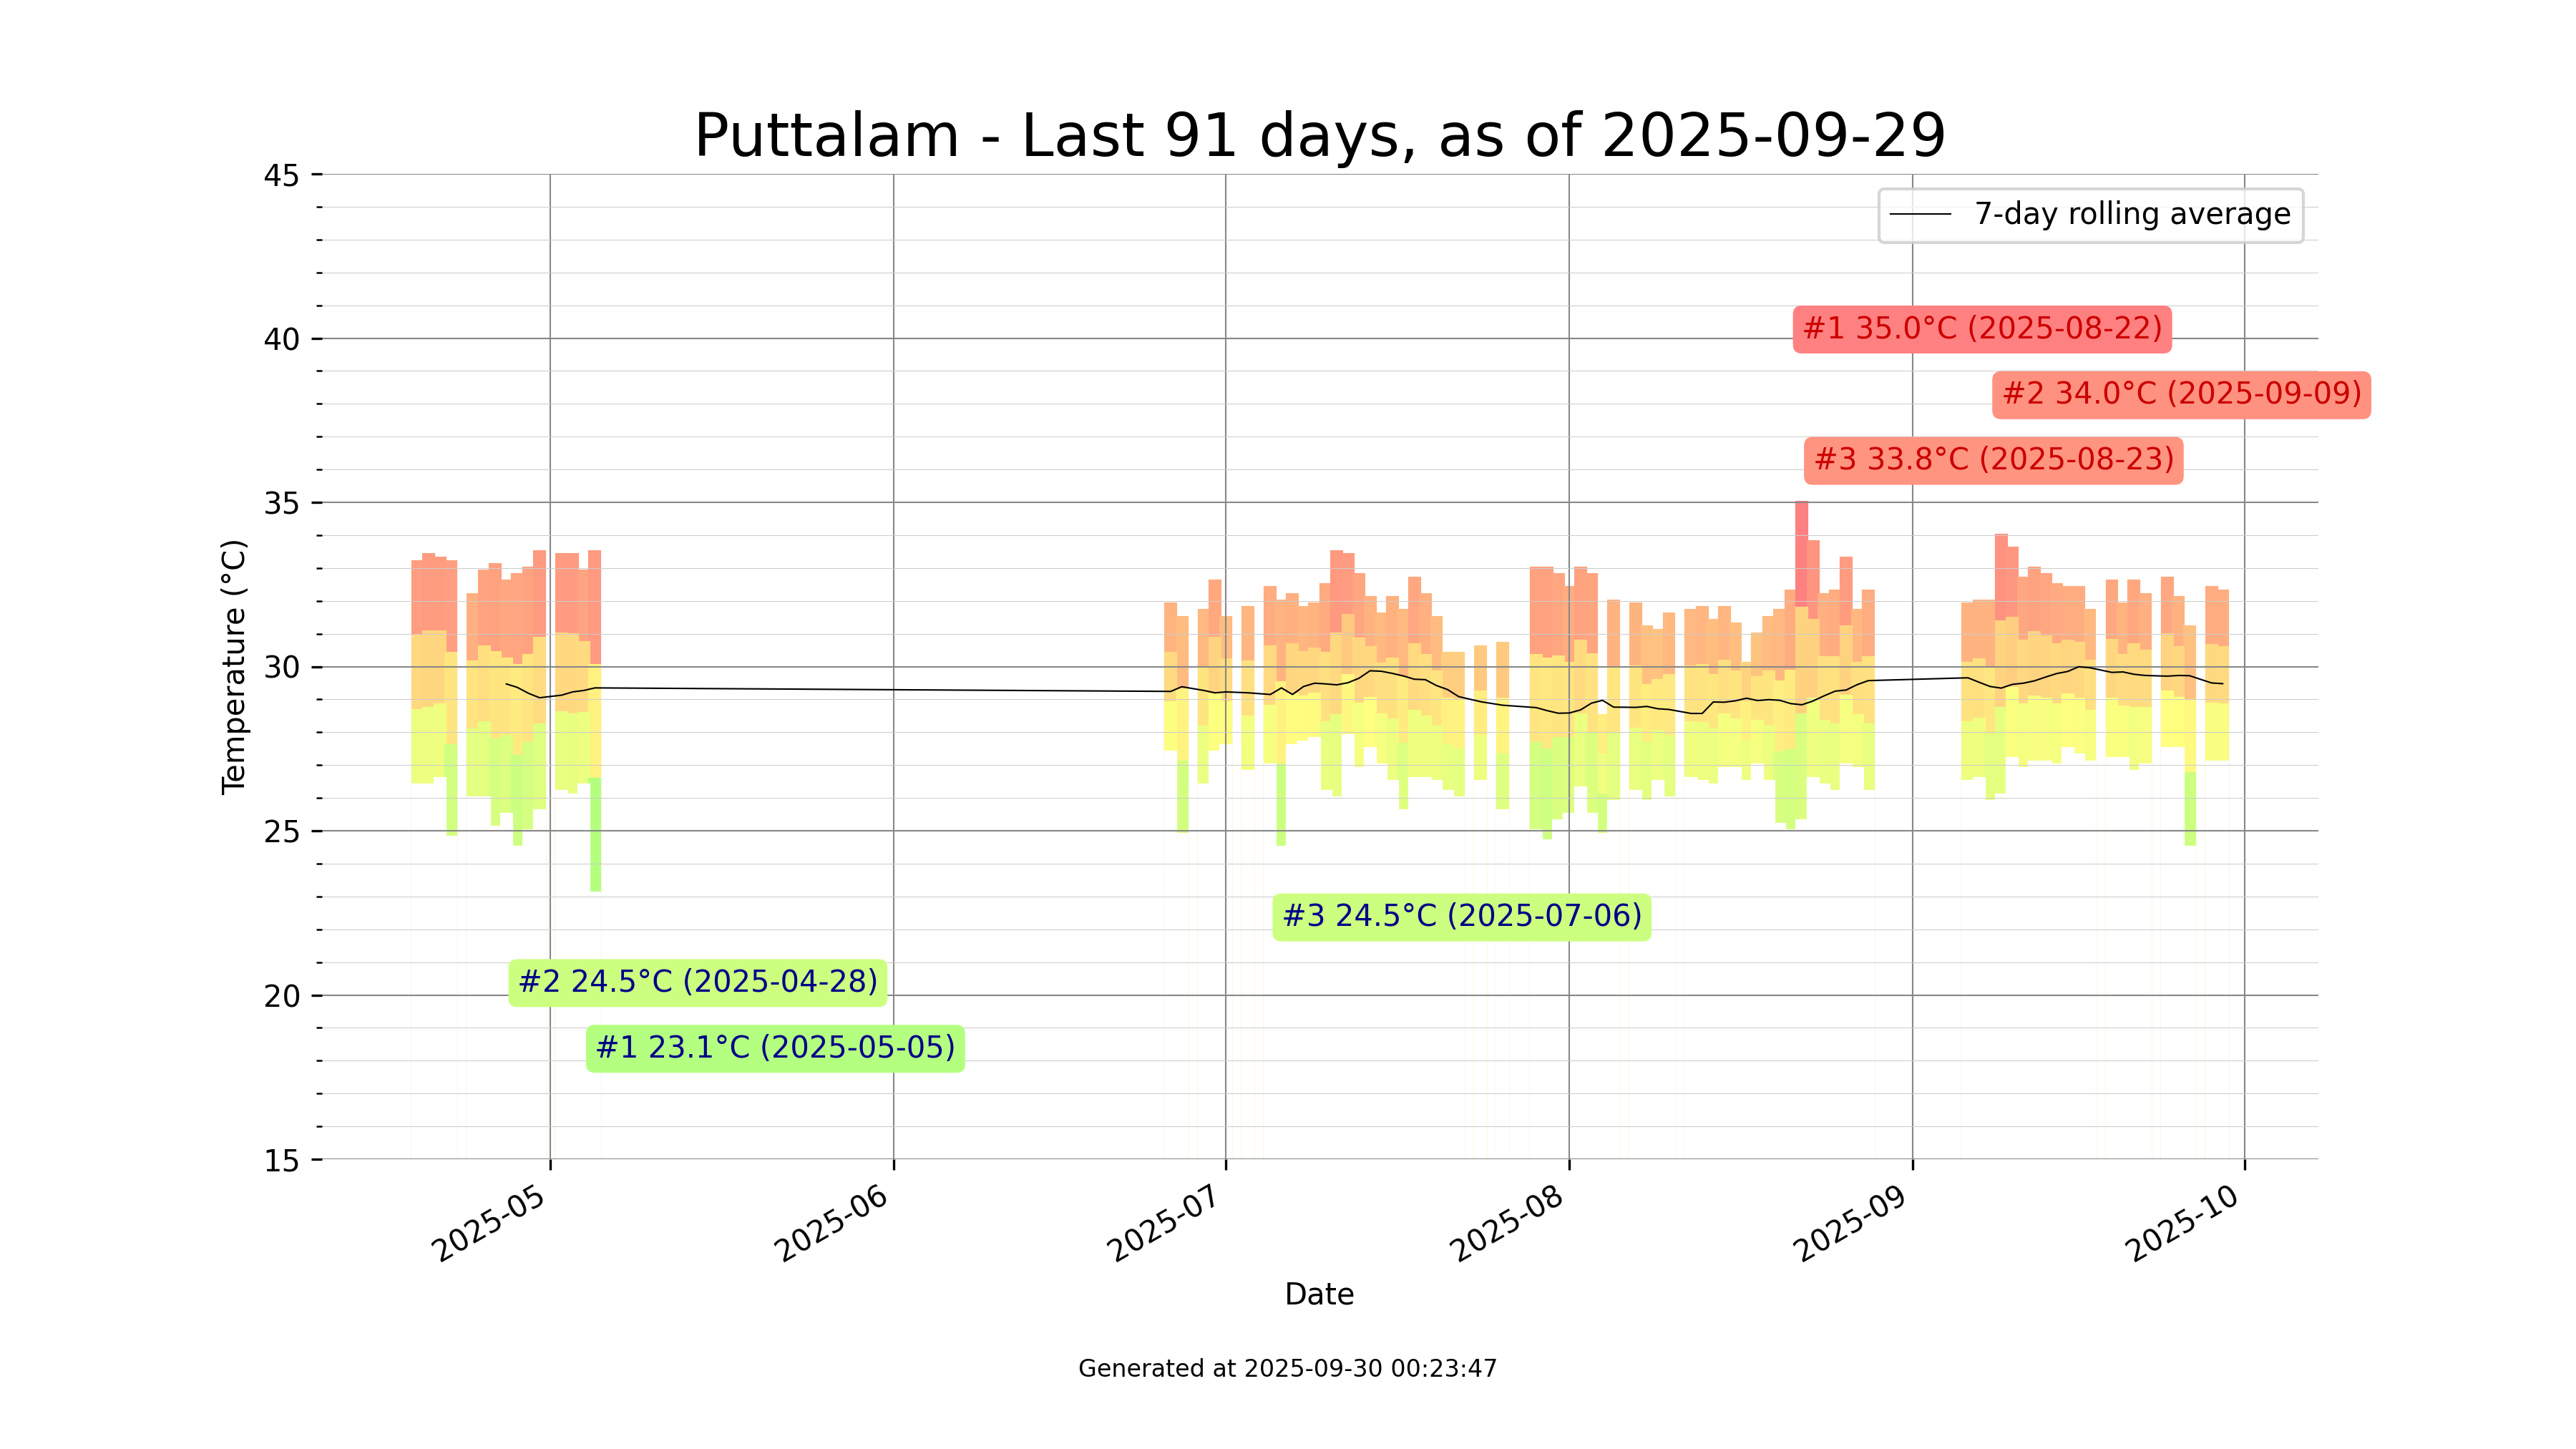 Puttalam - Last 91 days, as of 2025-09-29
7-day rolling average
#1 35.0°C (2025-08-22)
#2 34.0°C (2025-09-09)
#3 33.8°C (2025-08-23)
#3 24.5°C (2025-07-06)
#2 24.5°C (2025-04-28)
#1 23.1°C (2025-05-05)
Temperature (°C)
45
40
35
30
25
20
15
2025-05
2025-06
2025-07
2025-08
2025-09
2025-10
Date
Generated at 2025-09-30 00:23:47